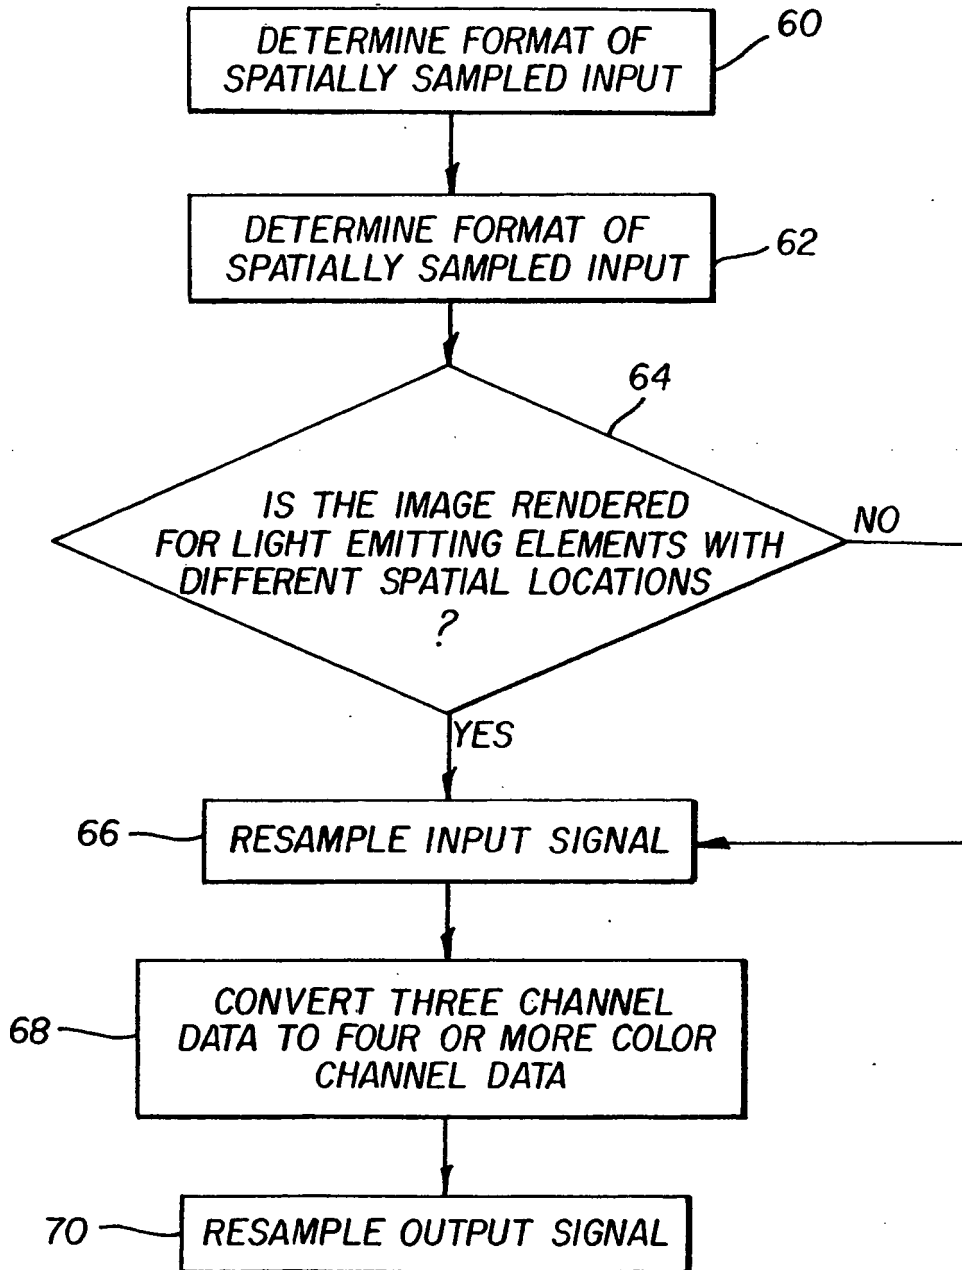 DETERMINE FORMAT OF
SPATIALLY SAMPLED INPUT
60
DETERMINE FORMAT OF
SPATIALLY SAMPLED INPUT
62
64
IS THE IMAGE RENDERED
FOR LIGHT EMITTING ELEMENTS WITH
DIFFERENT SPATIAL LOCATIONS
?
NO
YES
66
RESAMPLE INPUT SIGNAL
68
CONVERT THREE CHANNEL
DATA TO FOUR OR MORE COLOR
CHANNEL DATA
70
RESAMPLE OUTPUT SIGNAL